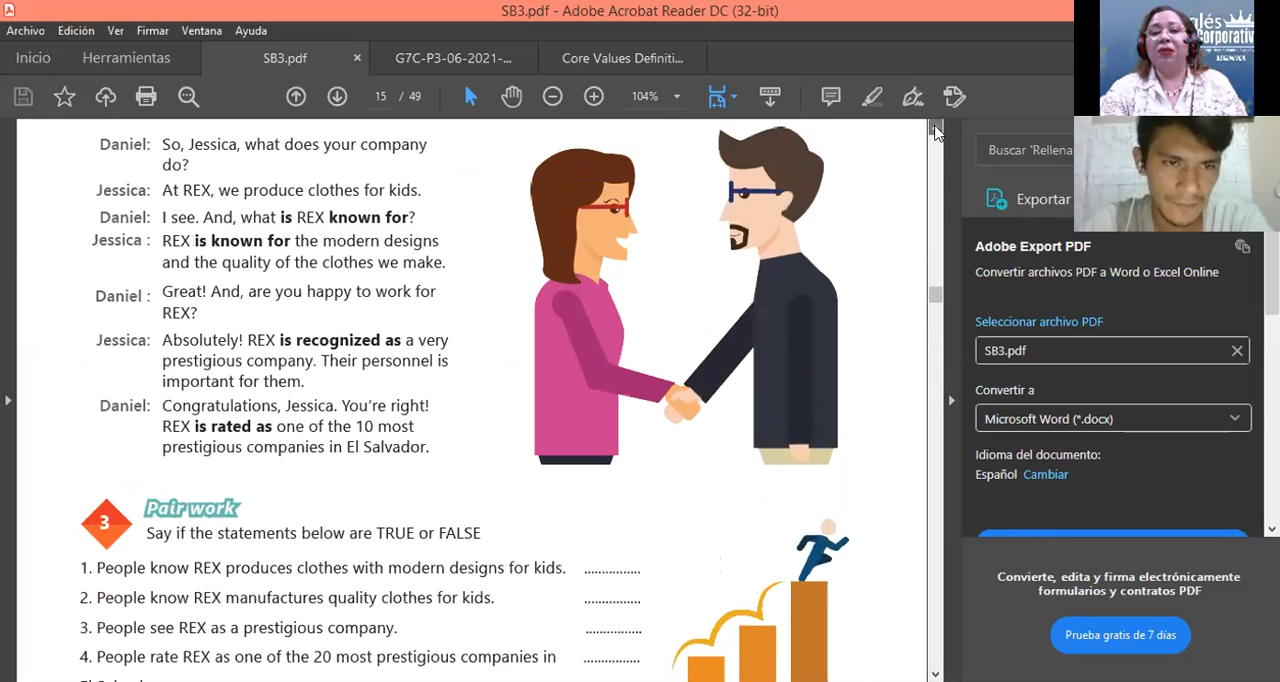 SB3.pdf - Adobe Acrobat Reader DC (32-bit)
Archivo Edición Ver Firmar Ventana Ayuda
Inicio Herramientas SB3.pdf × G7C-P3-06-2021-... Core Values Definiti...
15 / 49 104%
Daniel: So, Jessica, what does your company
do?
Jessica: At REX, we produce clothes for kids.
Daniel: I see. And, what is REX known for?
Jessica : REX is known for the modern designs
and the quality of the clothes we make.
Daniel : Great! And, are you happy to work for
REX?
Jessica: Absolutely! REX is recognized as a very
prestigious company. Their personnel is
important for them.
Daniel: Congratulations, Jessica. You're right!
REX is rated as one of the 10 most
prestigious companies in El Salvador.
3 Pair work
Say if the statements below are TRUE or FALSE
1. People know REX produces clothes with modern designs for kids. ................
2. People know REX manufactures quality clothes for kids. ................
3. People see REX as a prestigious company. ................
4. People rate REX as one of the 20 most prestigious companies in ................
Buscar 'Rellena
Exportar
Adobe Export PDF
Convertir archivos PDF a Word o Excel Online
Seleccionar archivo PDF
SB3.pdf
Convertir a
Microsoft Word (*.docx)
Idioma del documento:
Español Cambiar
Convierte, edita y firma electrónicamente
formularios y contratos PDF
Prueba gratis de 7 días